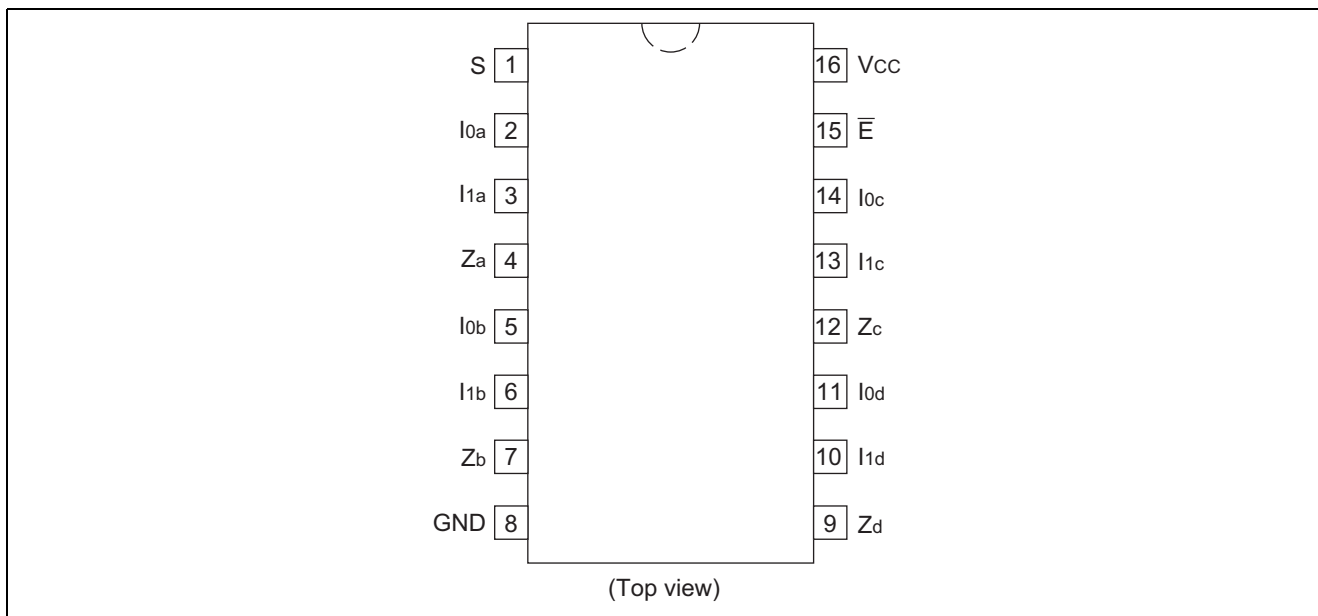 S 1 16 VCC
I0a 2 15 E̅
I1a 3 14 I0c
Za 4 13 I1c
I0b 5 12 Zc
I1b 6 11 I0d
Zb 7 10 I1d
GND 8 9 Zd
(Top view)